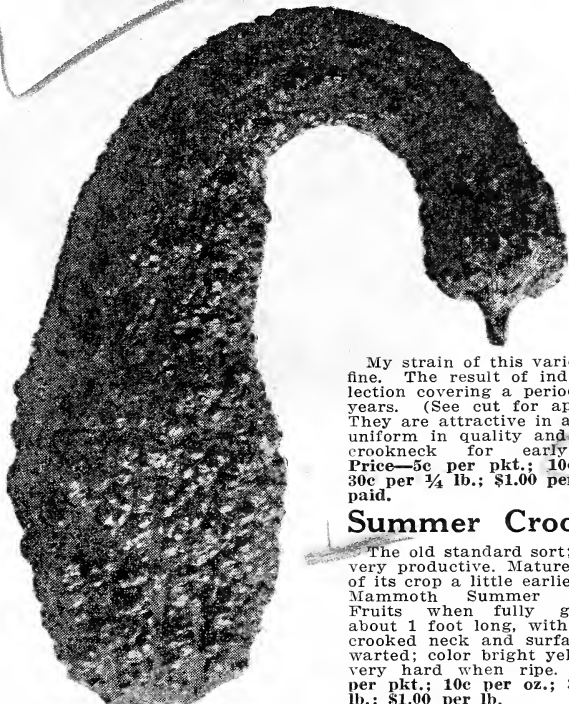 My strain of this vari
fine. The result of ind
lection covering a perio
years. (See cut for ap
They are attractive in a
uniform in quality and
crookneck for early
Price—5c per pkt.; 10c
30c per ¼ lb.; $1.00 per
paid.
Summer Croo
The old standard sort;
very productive. Mature
of its crop a little earlie
Mammoth Summer
Fruits when fully g
about 1 foot long, with
crooked neck and surfa
warted; color bright yel
very hard when ripe.
per pkt.; 10c per oz.; 3
lb.; $1.00 per lb.